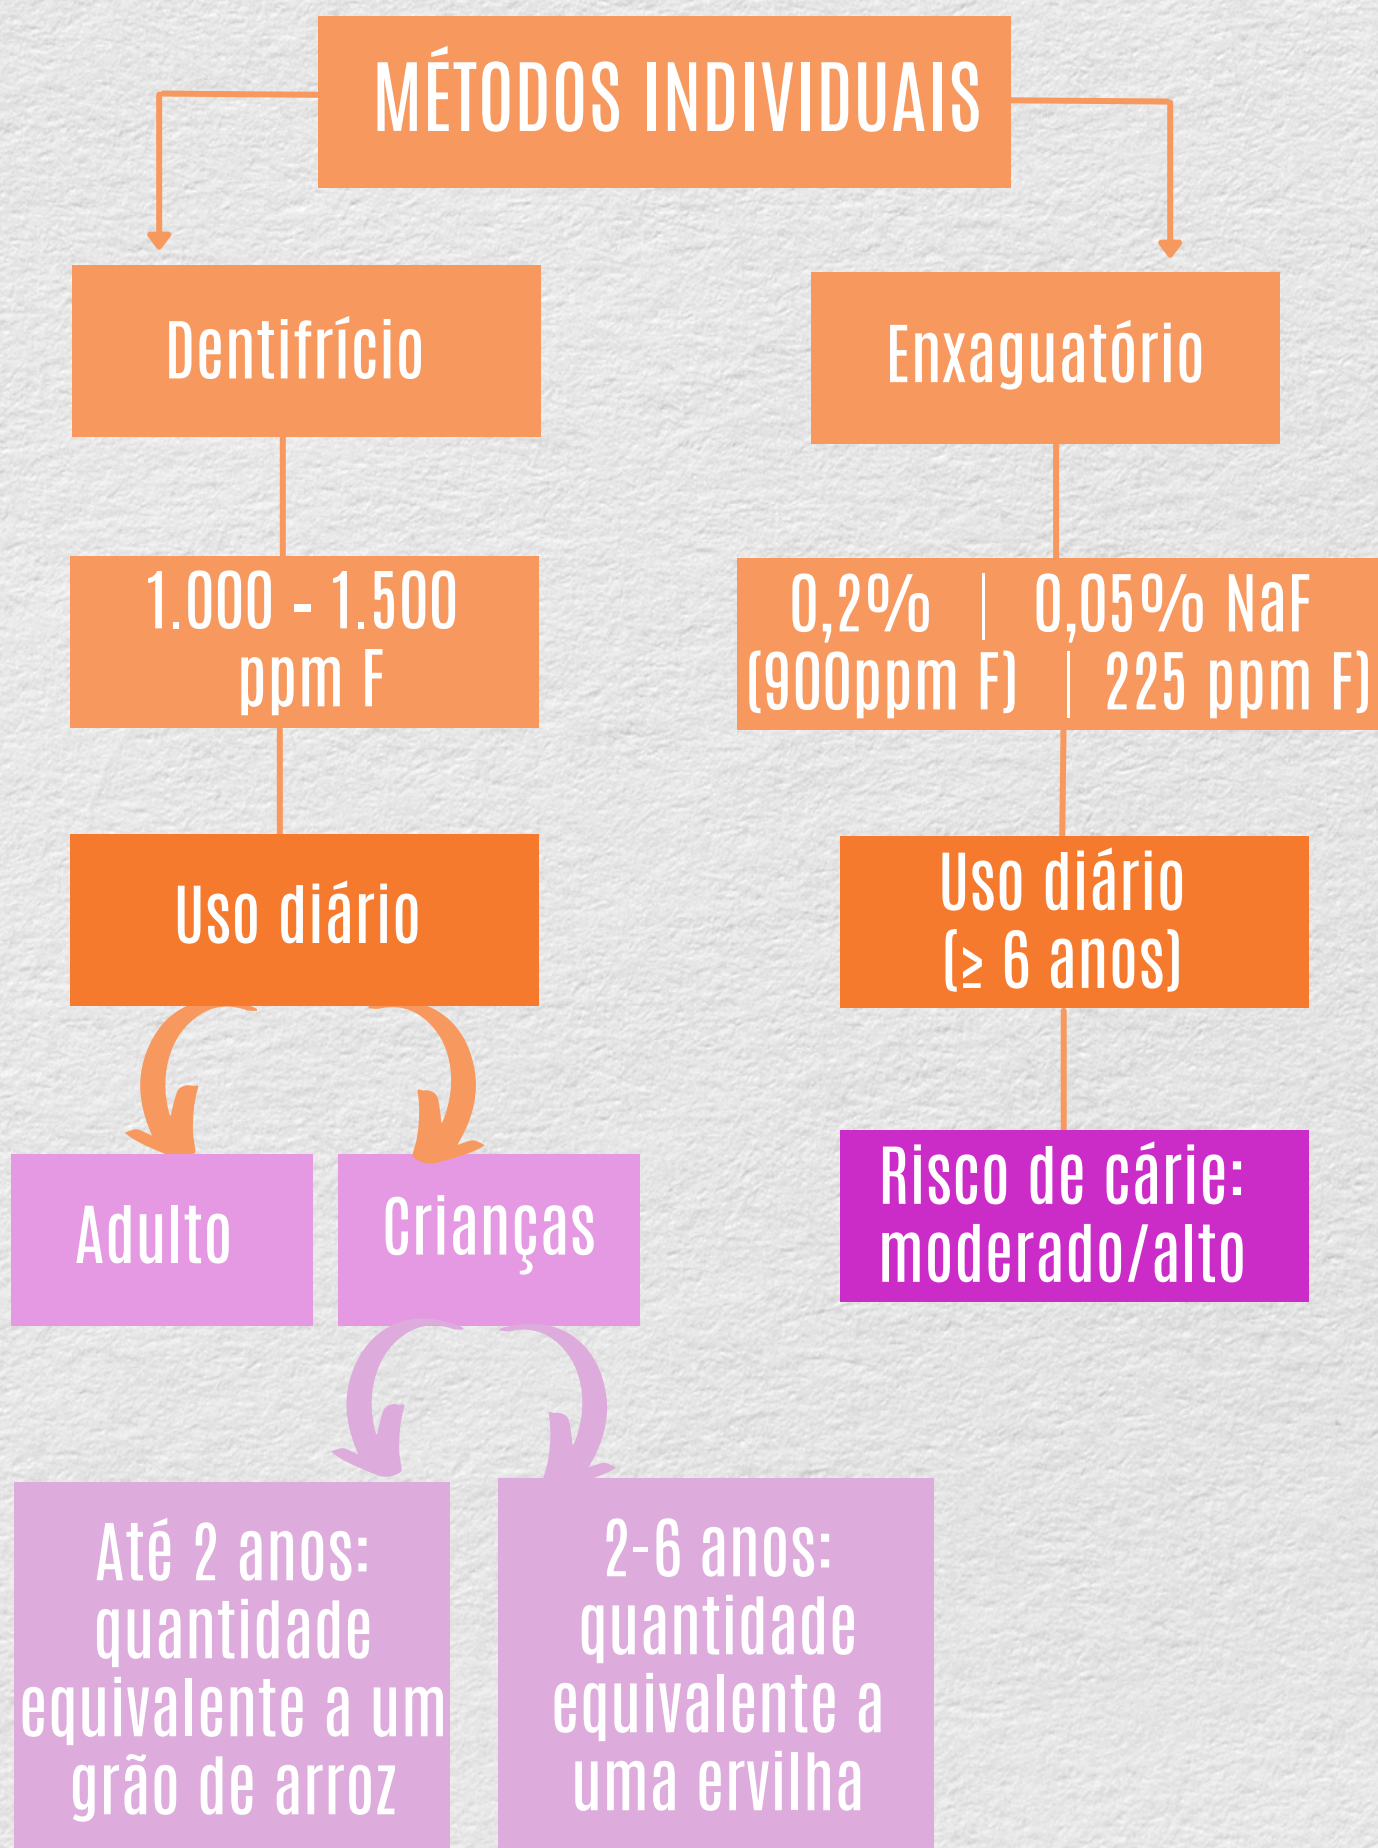 MÉTODOS INDIVIDUAIS
Dentifrício
Enxaguatório
1.000 - 1.500
ppm F
0,2% | 0,05% NaF
(900ppm F) | 225 ppm F)
Uso diário
Uso diário
(≥ 6 anos)
Adulto
Crianças
Risco de cárie:
moderado/alto
Até 2 anos:
quantidade
equivalente a um
grão de arroz
2-6 anos:
quantidade
equivalente a
uma ervilha